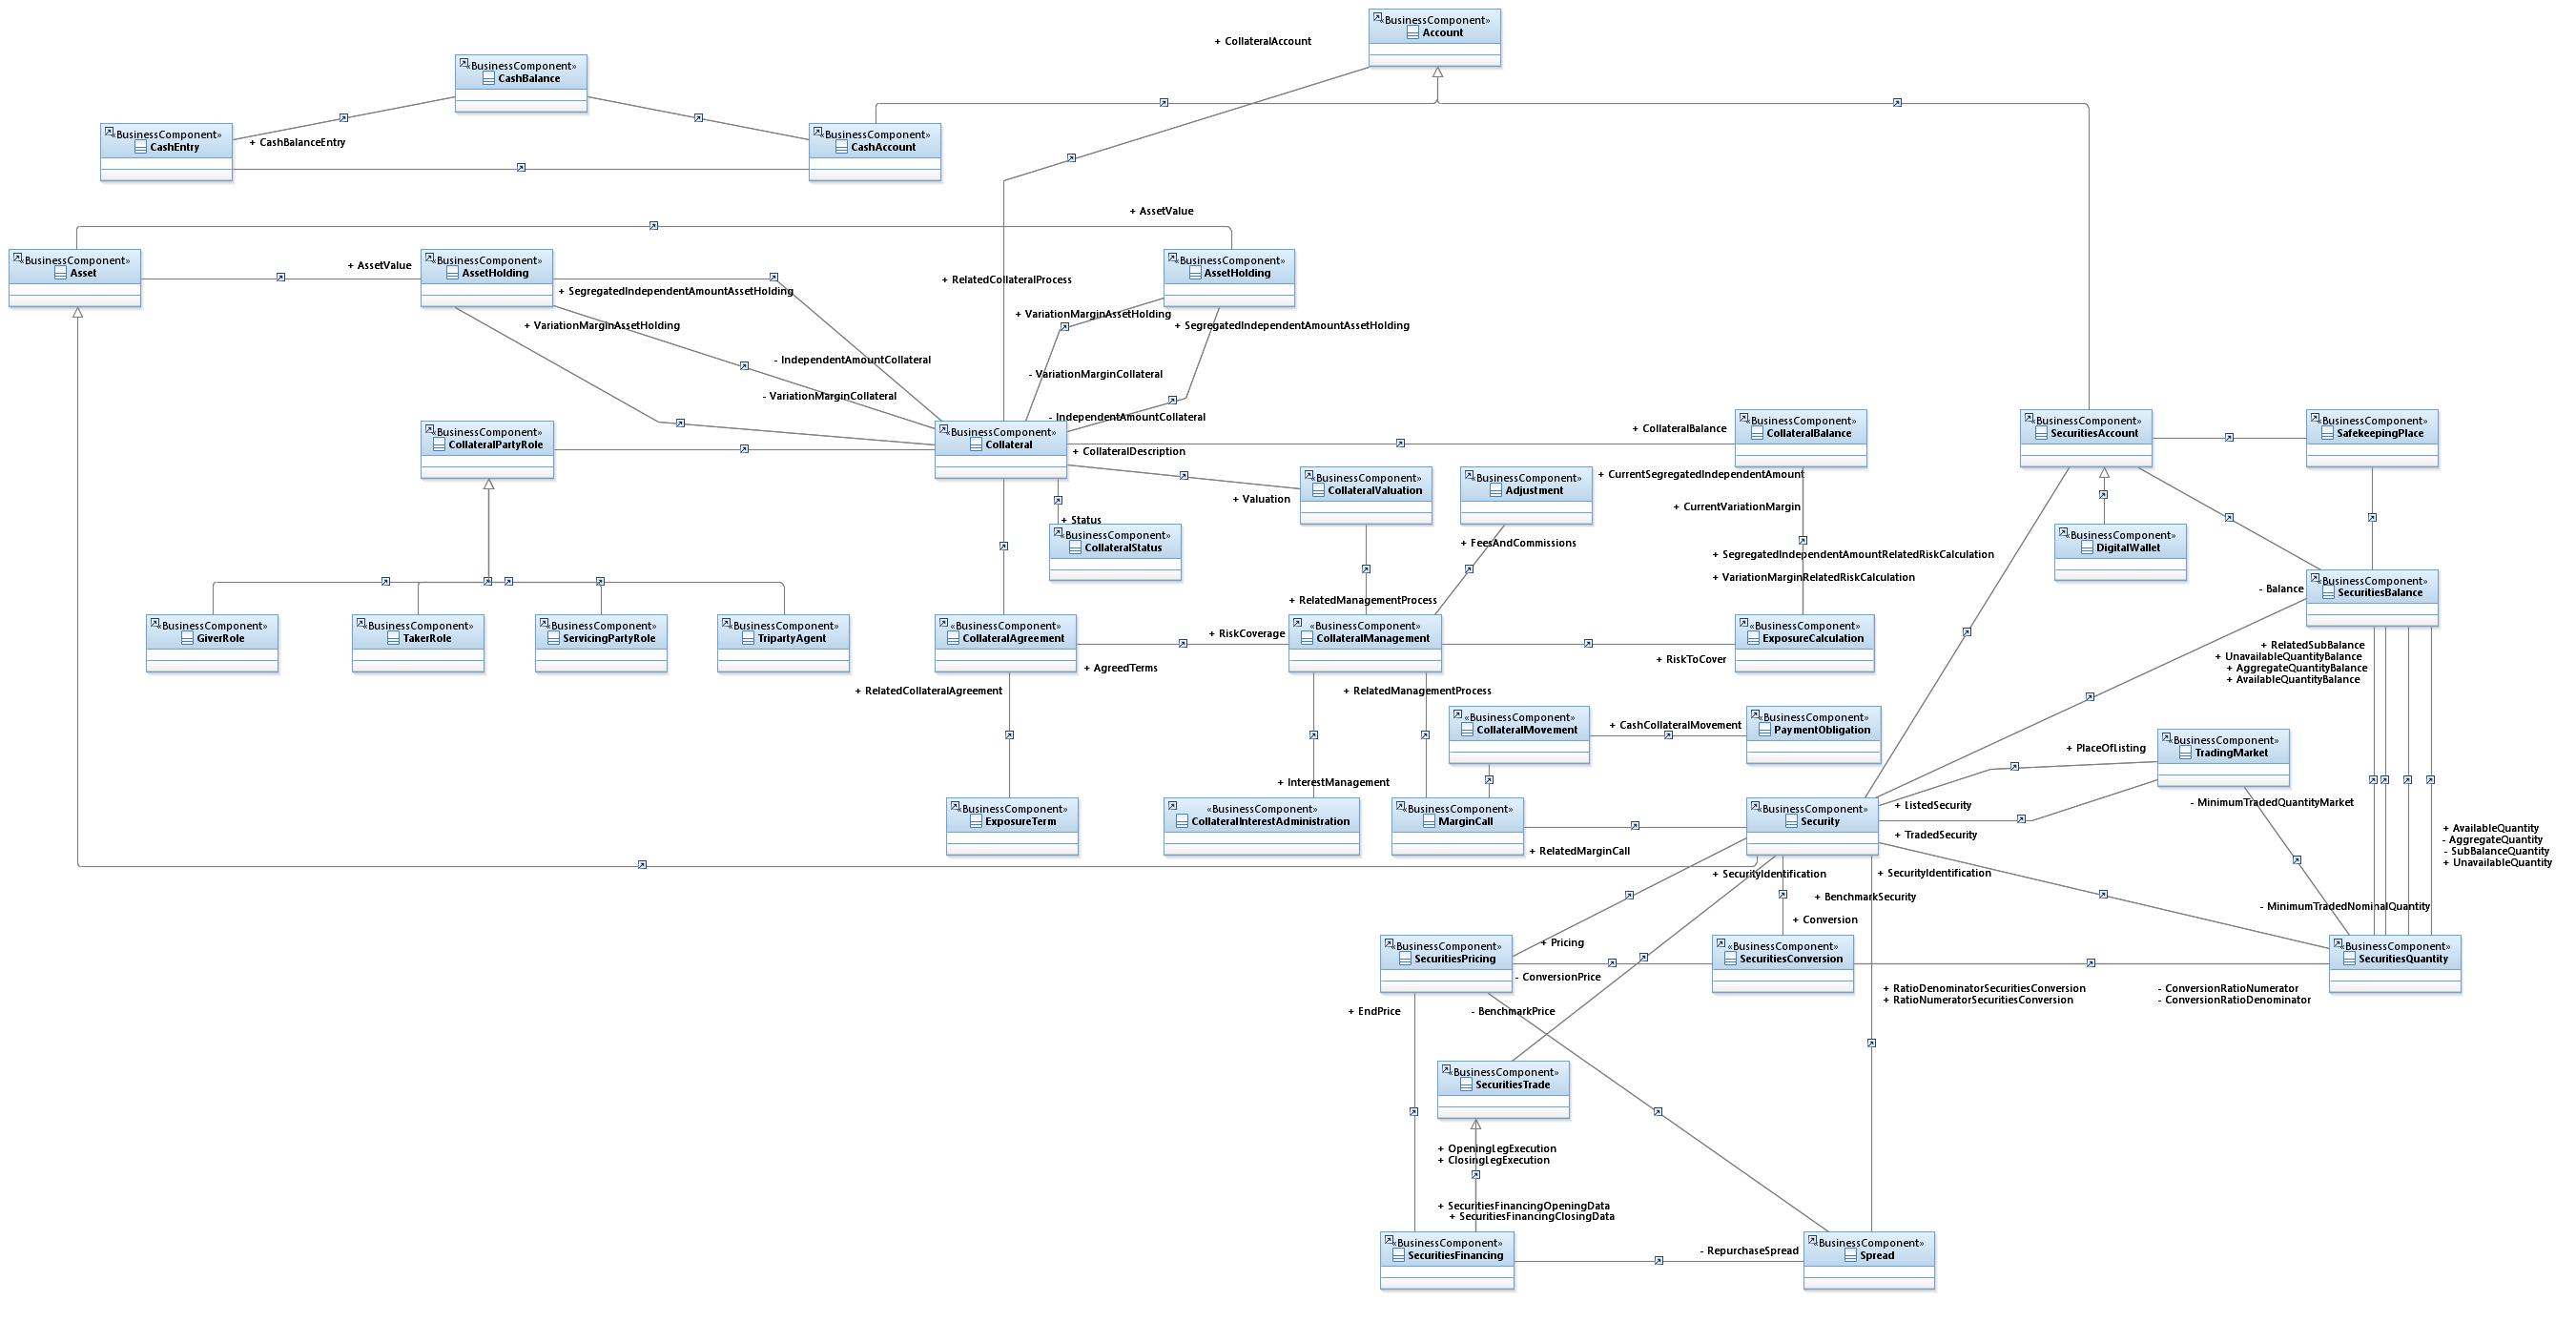 «BusinessComponent»
Account
+ CollateralAccount
«BusinessComponent»
CashBalance
«BusinessComponent»
CashEntry
+ CashBalanceEntry
«BusinessComponent»
CashAccount
+ AssetValue
«BusinessComponent»
Asset
+ AssetValue
«BusinessComponent»
AssetHolding
«BusinessComponent»
AssetHolding
+ RelatedCollateralProcess
+ SegregatedIndependentAmountAssetHolding
+ VariationMarginAssetHolding
+ VariationMarginAssetHolding
+ SegregatedIndependentAmountAssetHolding
- IndependentAmountCollateral
- VariationMarginCollateral
- VariationMarginCollateral
- IndependentAmountCollateral
«BusinessComponent»
CollateralPartyRole
«BusinessComponent»
Collateral
+ CollateralDescription
+ CollateralBalance
«BusinessComponent»
CollateralBalance
«BusinessComponent»
SecuritiesAccount
«BusinessComponent»
SafekeepingPlace
+ Valuation
«BusinessComponent»
CollateralValuation
«BusinessComponent»
Adjustment
+ CurrentSegregatedIndependentAmount
+ CurrentVariationMargin
+ Status
«BusinessComponent»
CollateralStatus
+ FeesAndCommissions
+ SegregatedIndependentAmountRelatedRiskCalculation
+ VariationMarginRelatedRiskCalculation
«BusinessComponent»
DigitalWallet
- Balance
«BusinessComponent»
SecuritiesBalance
+ RelatedManagementProcess
«BusinessComponent»
GiverRole
«BusinessComponent»
TakerRole
«BusinessComponent»
ServicingPartyRole
«BusinessComponent»
TripartyAgent
«BusinessComponent»
CollateralAgreement
+ RiskCoverage
+ AgreedTerms
«BusinessComponent»
CollateralManagement
+ RiskToCover
«BusinessComponent»
ExposureCalculation
+ RelatedSubBalance
+ UnavailableQuantityBalance
+ AggregateQuantityBalance
+ AvailableQuantityBalance
+ RelatedCollateralAgreement
+ RelatedManagementProcess
«BusinessComponent»
CollateralMovement
+ CashCollateralMovement
«BusinessComponent»
PaymentObligation
+ PlaceOfListing
«BusinessComponent»
TradingMarket
+ InterestManagement
«BusinessComponent»
ExposureTerm
«BusinessComponent»
CollateralInterestAdministration
«BusinessComponent»
MarginCall
+ RelatedMarginCall
«BusinessComponent»
Security
+ ListedSecurity
+ TradedSecurity
- MinimumTradedQuantityMarket
+ AvailableQuantity
- AggregateQuantity
- SubBalanceQuantity
+ UnavailableQuantity
+ SecurityIdentification
+ SecurityIdentification
+ BenchmarkSecurity
+ Conversion
- MinimumTradedNominalQuantity
+ Pricing
«BusinessComponent»
SecuritiesPricing
- ConversionPrice
«BusinessComponent»
SecuritiesConversion
«BusinessComponent»
SecuritiesQuantity
+ RatioDenominatorSecuritiesConversion
+ RatioNumeratorSecuritiesConversion
- ConversionRatioNumerator
- ConversionRatioDenominator
+ EndPrice
- BenchmarkPrice
«BusinessComponent»
SecuritiesTrade
+ OpeningLegExecution
+ ClosingLegExecution
+ SecuritiesFinancingOpeningData
+ SecuritiesFinancingClosingData
«BusinessComponent»
SecuritiesFinancing
- RepurchaseSpread
«BusinessComponent»
Spread